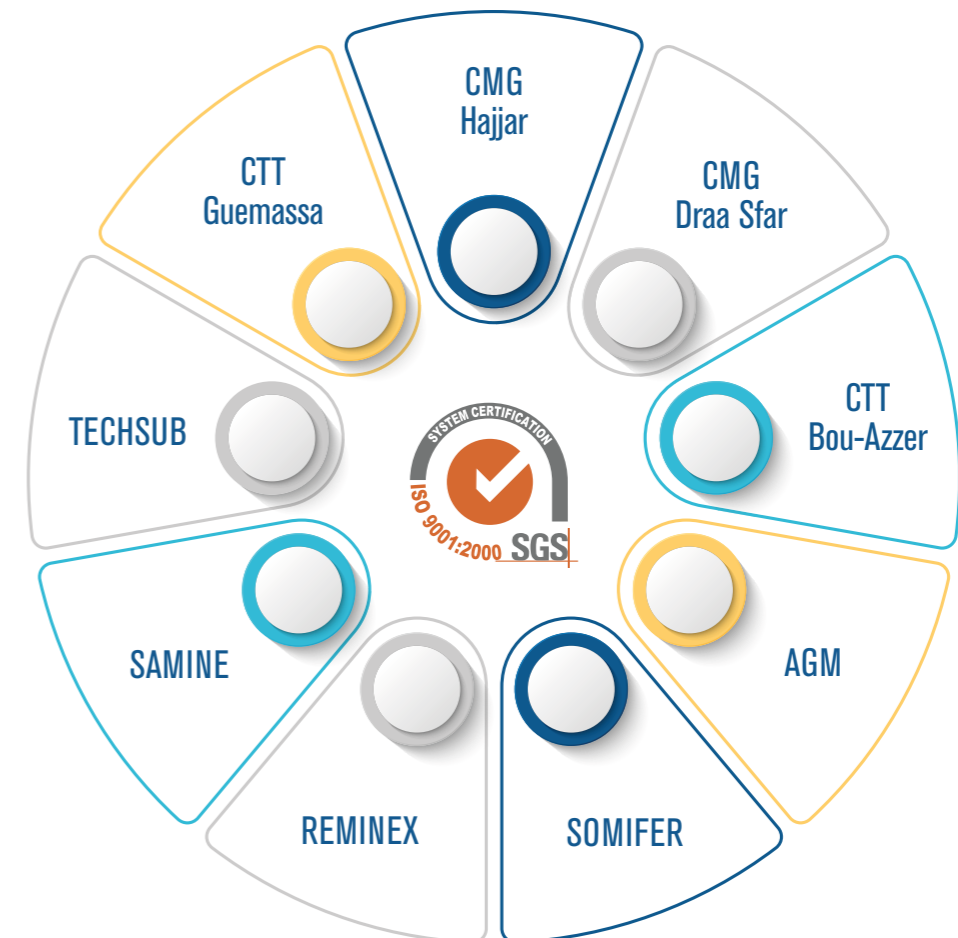 CMG
Hajjar
CMG
Draa Sfar
CTT
Bou-Azzer
AGM
SOMIFER
REMINEX
SAMINE
TECHSUB
CTT
Guemassa
SYSTEM CERTIFICATION
ISO 9001:2000
SGS